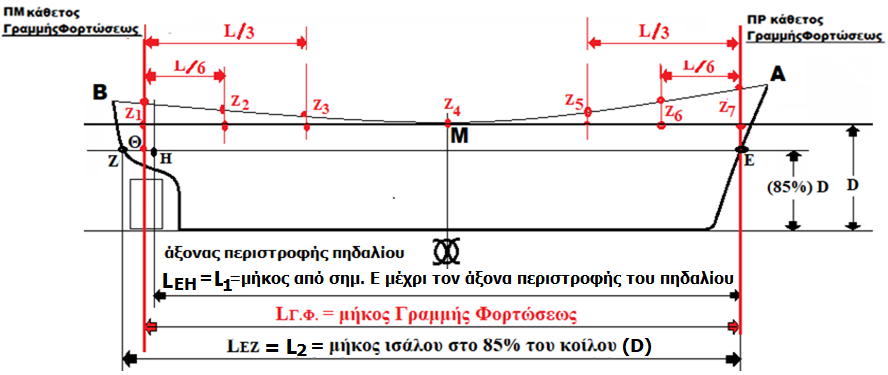 ΠΜ κάθετος
ΓραμμήςΦορτώσεως
ΠΡ κάθετος
ΓραμμήςΦορτώσεως
L/3
L/3
L/6
L/6
B
A
Z1
Z2
Z3
Z4
Z5
Z6
Z7
M
Θ
Z
H
E
(85%) D
D
άξονας περιστροφής πηδαλίου
LEH = L1=μήκος από σημ. Ε μέχρι τον άξονα περιστροφής του πηδαλίου
LΓ.Φ. = μήκος Γραμμής Φορτώσεως
LEZ = L2 = μήκος ισάλου στο 85% του κοίλου (D)